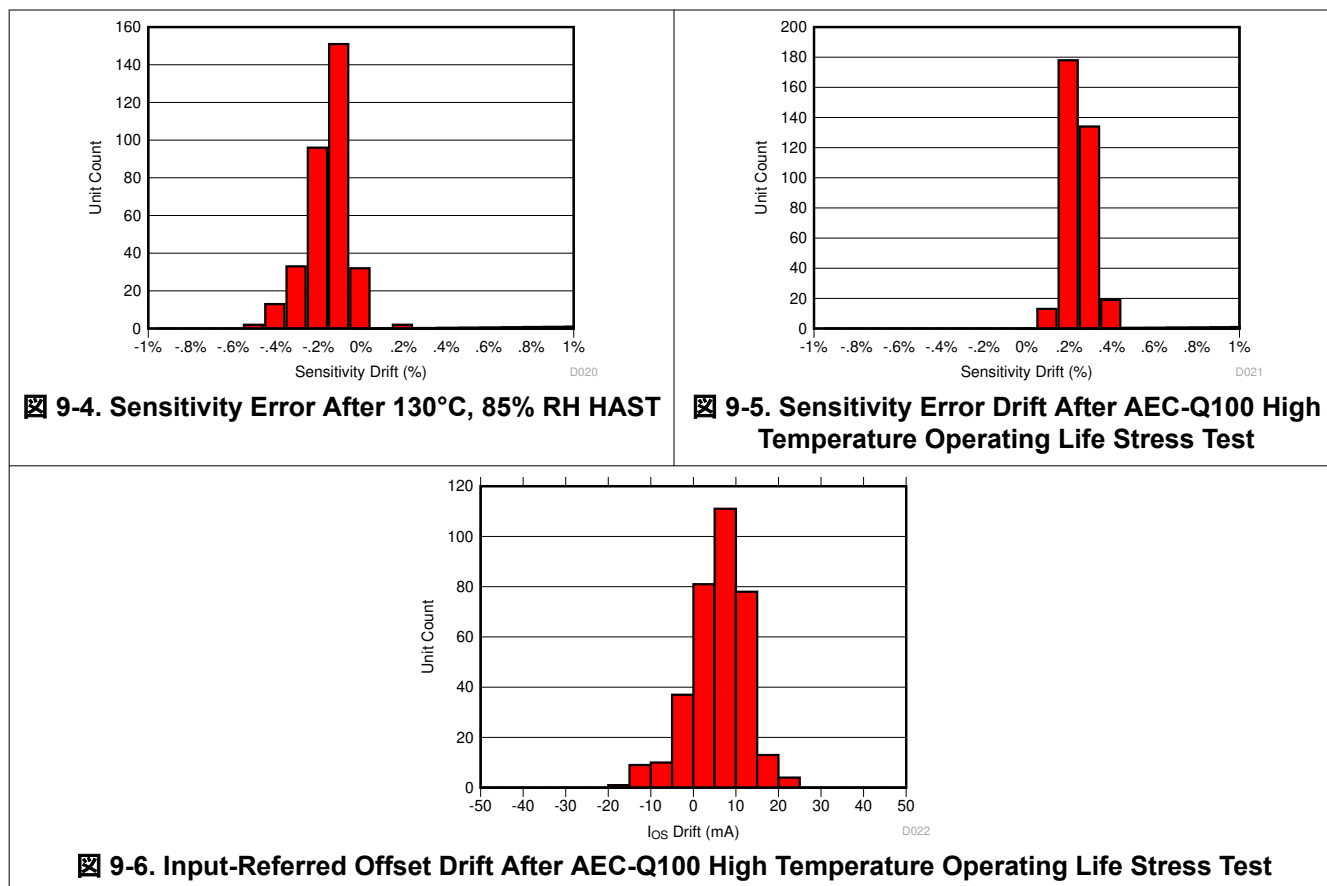 160
140
120
100
80
60
40
20
0
Unit Count
-1% -.8% -.6% -.4% -.2% 0% .2% .4% .6% .8% 1%
Sensitivity Drift (%)
D020
図 9-4. Sensitivity Error After 130°C, 85% RH HAST
200
180
160
140
120
100
80
60
40
20
0
Unit Count
-1% -.8% -.6% -.4% -.2% 0% .2% .4% .6% .8% 1%
Sensitivity Drift (%)
D021
図 9-5. Sensitivity Error Drift After AEC-Q100 High
Temperature Operating Life Stress Test
120
100
80
60
40
20
0
Unit Count
-50 -40 -30 -20 -10 0 10 20 30 40 50
IOS Drift (mA)
D022
図 9-6. Input-Referred Offset Drift After AEC-Q100 High Temperature Operating Life Stress Test